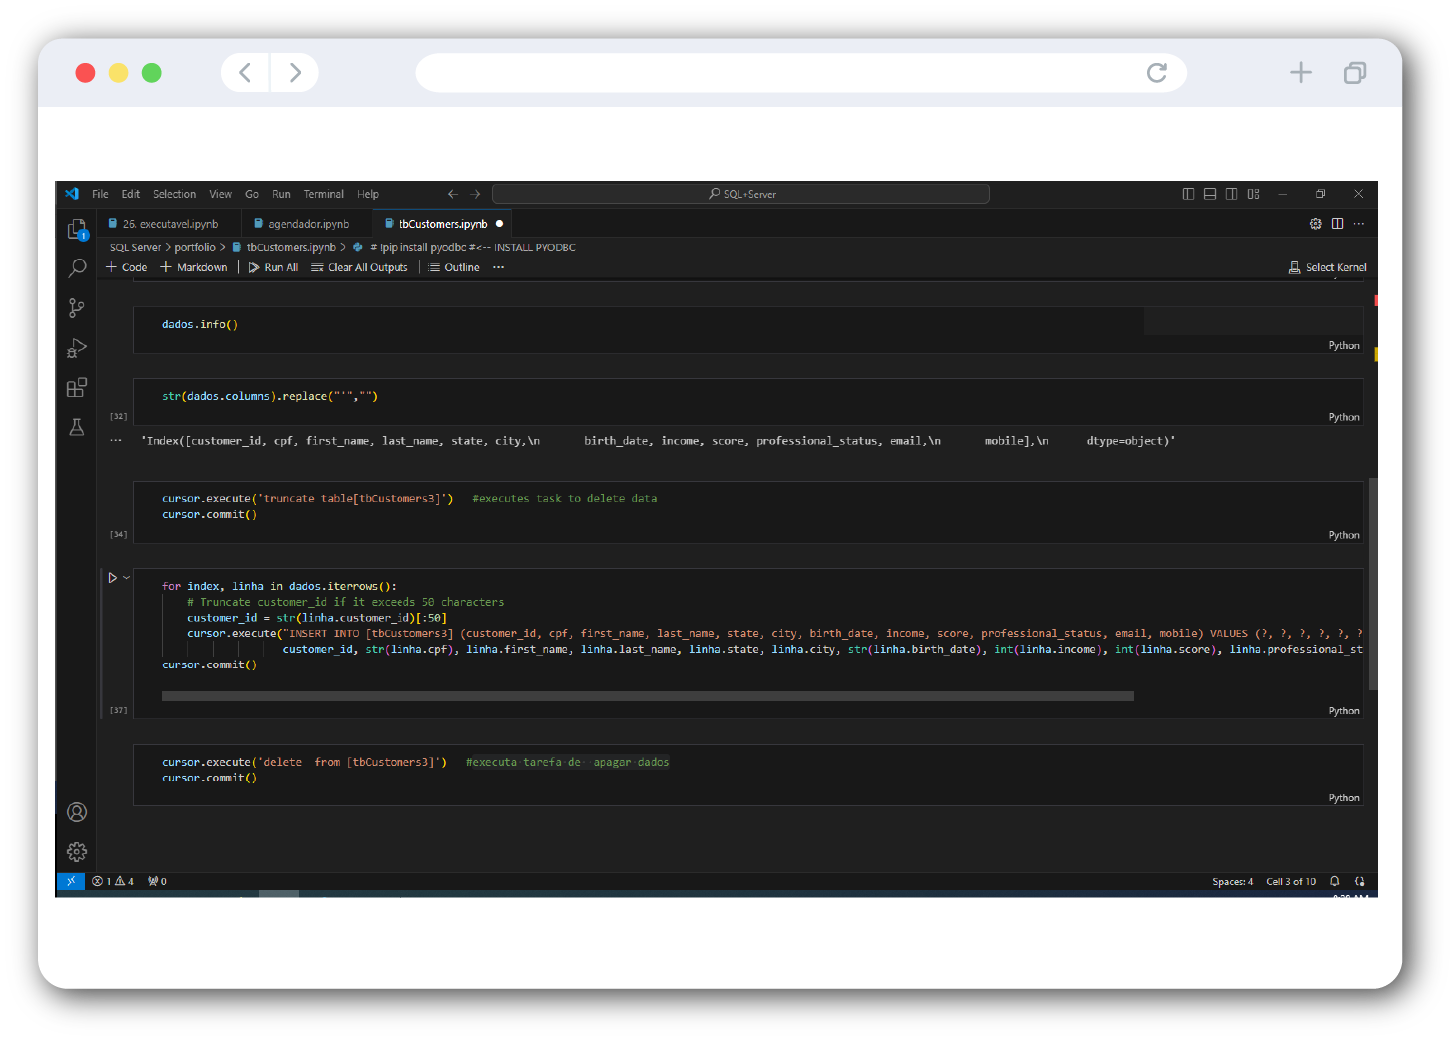 File Edit Selection View Go Run Terminal Help SQL+Server
26. executavel.ipynb agendador.ipynb tbCustomers.ipynb
SQL Server > portfolio > tbCustomers.ipynb > # !pip install pyodbc #<-- INSTALL PYODBC
+ Code + Markdown Run All Clear All Outputs Outline ... Select Kernel
1
dados.info()
Python
str(dados.columns).replace("'","")
[32]
Python
... 'Index([customer_id, cpf, first_name, last_name, state, city,\n birth_date, income, score, professional_status, email,\n mobile],\n dtype=object)'
cursor.execute('truncate table[tbCustomers3]') #executes task to delete data
cursor.commit()
[34]
Python
for index, linha in dados.iterrows():
# Truncate customer_id if it exceeds 50 characters
customer_id = str(linha.customer_id)[:50]
cursor.execute("INSERT INTO [tbCustomers3] (customer_id, cpf, first_name, last_name, state, city, birth_date, income, score, professional_status, email, mobile) VALUES (?, ?, ?, ?, ?, ?
customer_id, str(linha.cpf), linha.first_name, linha.last_name, linha.state, linha.city, str(linha.birth_date), int(linha.income), int(linha.score), linha.professional_st
cursor.commit()
[37]
Python
cursor.execute('delete from [tbCustomers3]') #executa tarefa de apagar dados
cursor.commit()
Python
1 4 0 Spaces: 4 Cell 3 of 10